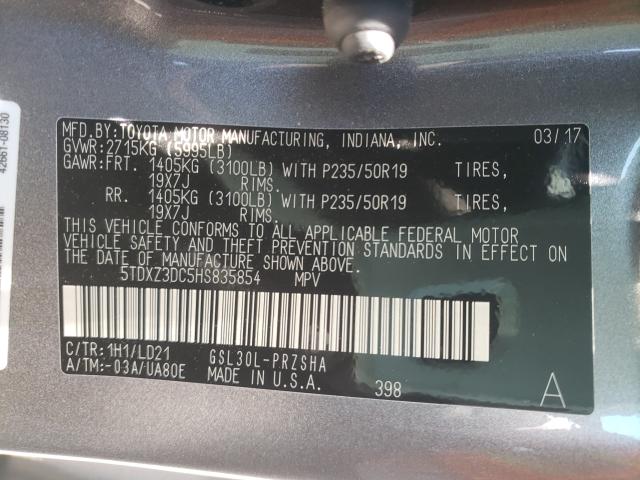 42661-08130
MFD.BY: TOYOTA MOTOR MANUFACTURING, INDIANA, INC. 03/17
GVWR: 2715KG (5995LB)
GAWR: FRT. 1405KG (3100LB) WITH P235/50R19 TIRES,
19X7J RIMS.
RR. 1405KG (3100LB) WITH P235/50R19 TIRES,
19X7J RIMS.
THIS VEHICLE CONFORMS TO ALL APPLICABLE FEDERAL MOTOR
VEHICLE SAFETY AND THEFT PREVENTION STANDARDS IN EFFECT ON
THE DATE OF MANUFACTURE SHOWN ABOVE.
5TDXZ3DC5HS835854 MPV
C/TR: 1H1/LD21 GSL30L-PRZSHA
A/TM:-03A/UA80E MADE IN U.S.A. 398 A